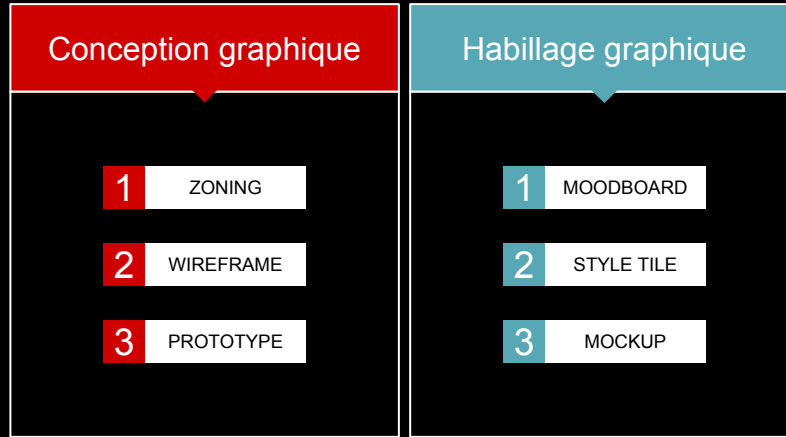 Conception graphique
1 ZONING
2 WIREFRAME
3 PROTOTYPE
Habillage graphique
1 MOODBOARD
2 STYLE TILE
3 MOCKUP